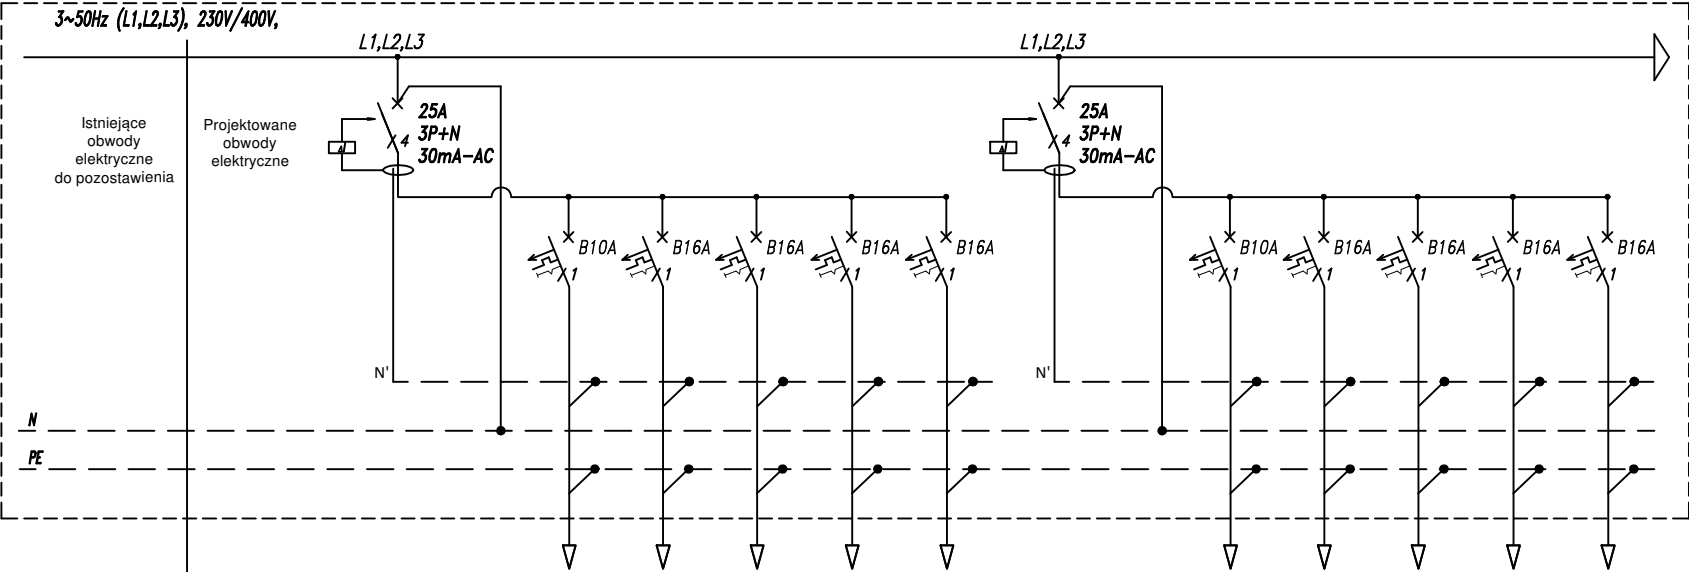 3~50Hz (L1,L2,L3), 230V/400V,
L1,L2,L3
L1,L2,L3
Istniejące
obwody
elektryczne
do pozostawienia
Projektowane
obwody
elektryczne
25A
3P+N
30mA-AC
4
25A
3P+N
30mA-AC
4
B10A
1
B16A
1
B16A
1
B16A
1
B16A
1
B10A
1
B16A
1
B16A
1
B16A
1
B16A
1
N'
N'
N
PE